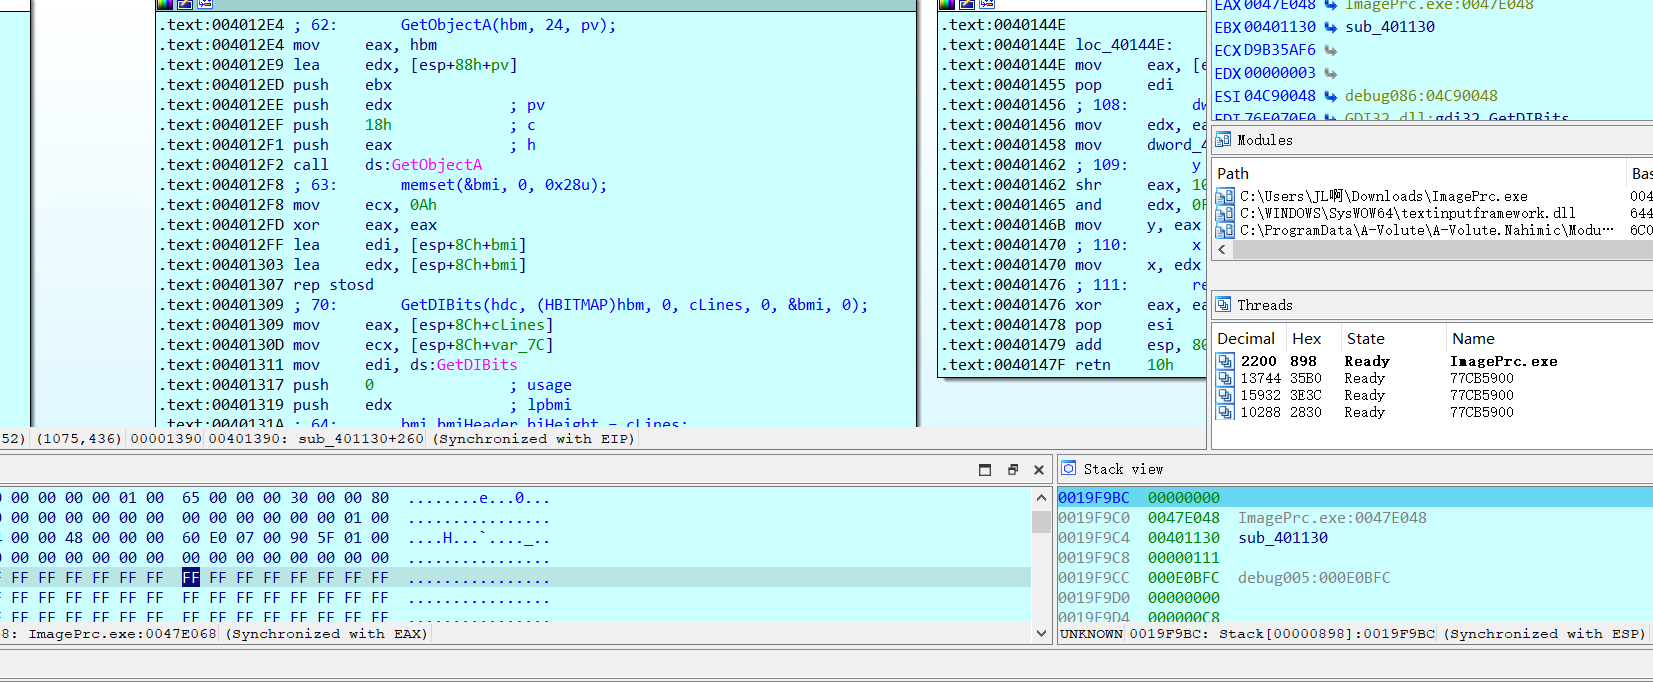 .text:004012E4 ; 62:      GetObjectA(hbm, 24, pv);
.text:004012E4 mov     eax, hbm
.text:004012E9 lea     edx, [esp+88h+pv]
.text:004012ED push    ebx
.text:004012EE push    edx             ; pv
.text:004012EF push    18h             ; c
.text:004012F1 push    eax             ; h
.text:004012F2 call    ds:GetObjectA
.text:004012F8 ; 63:      memset(&bmi, 0, 0x28u);
.text:004012F8 mov     ecx, 0Ah
.text:004012FD xor     eax, eax
.text:004012FF lea     edi, [esp+8Ch+bmi]
.text:00401303 lea     edx, [esp+8Ch+bmi]
.text:00401307 rep stosd
.text:00401309 ; 70:      GetDIBits(hdc, (HBITMAP)hbm, 0, cLines, 0, &bmi, 0);
.text:00401309 mov     eax, [esp+8Ch+cLines]
.text:0040130D mov     ecx, [esp+8Ch+var_7C]
.text:00401311 mov     edi, ds:GetDIBits
.text:00401317 push    0               ; usage
.text:00401319 push    edx             ; lpbmi
.text:0040131A ; 64:      bmi.bmiHeader.biHeight = cLines;
52) (1075,436) 00001390 00401390: sub_401130+260 (Synchronized with EIP)
.text:0040144E
.text:0040144E loc_40144E:
.text:0040144E mov     eax, [e
.text:00401455 pop     edi
.text:00401456 ; 108:      dw
.text:00401456 mov     edx, ea
.text:00401458 mov     dword_4
.text:00401462 ; 109:      y
.text:00401462 shr     eax, 10
.text:00401465 and     edx, 0F
.text:0040146B mov     y, eax
.text:00401470 ; 110:      x
.text:00401470 mov     x, edx
.text:00401476 ; 111:      re
.text:00401476 xor     eax, ea
.text:00401478 pop     esi
.text:00401479 add     esp, 80
.text:0040147F retn    10h
EAX 0047E048 ImagePrc.exe:0047E048
EBX 00401130 sub_401130
ECX D9B35AF6
EDX 00000003
ESI 04C90048 debug086:04C90048
EDI 76F070F0 GDI32.dll:gdi32_GetDIBits
Modules
Path Bas
C:\Users\JL啊\Downloads\ImagePrc.exe 004
C:\WINDOWS\SysWOW64\textinputframework.dll 644
C:\ProgramData\A-Volute\A-Volute.Nahimic\Modu… 6C0
Threads
Decimal Hex State Name
2200 898 Ready ImagePrc.exe
13744 35B0 Ready 77CB5900
15932 3E3C Ready 77CB5900
10288 2830 Ready 77CB5900
00 00 00 00 01 00  65 00 00 00 30 00 00 80  ........e...0...
00 00 00 00 00 00  00 00 00 00 00 00 01 00  ................
00 00 48 00 00 00  60 E0 07 00 90 5F 01 00  ....H...`...._..
00 00 00 00 00 00  00 00 00 00 00 00 00 00  ................
FF FF FF FF FF FF  FF FF FF FF FF FF FF FF  ................
FF FF FF FF FF FF  FF FF FF FF FF FF FF FF  ................
FF FF FF FF FF FF  FF FF FF FF FF FF FF FF  ................
8: ImagePrc.exe:0047E068 (Synchronized with EAX)
Stack view
0019F9BC 00000000
0019F9C0 0047E048 ImagePrc.exe:0047E048
0019F9C4 00401130 sub_401130
0019F9C8 00000111
0019F9CC 000E0BFC debug005:000E0BFC
0019F9D0 00000000
0019F9D4 000000C8
UNKNOWN 0019F9BC: Stack[00000898]:0019F9BC (Synchronized with ESP)